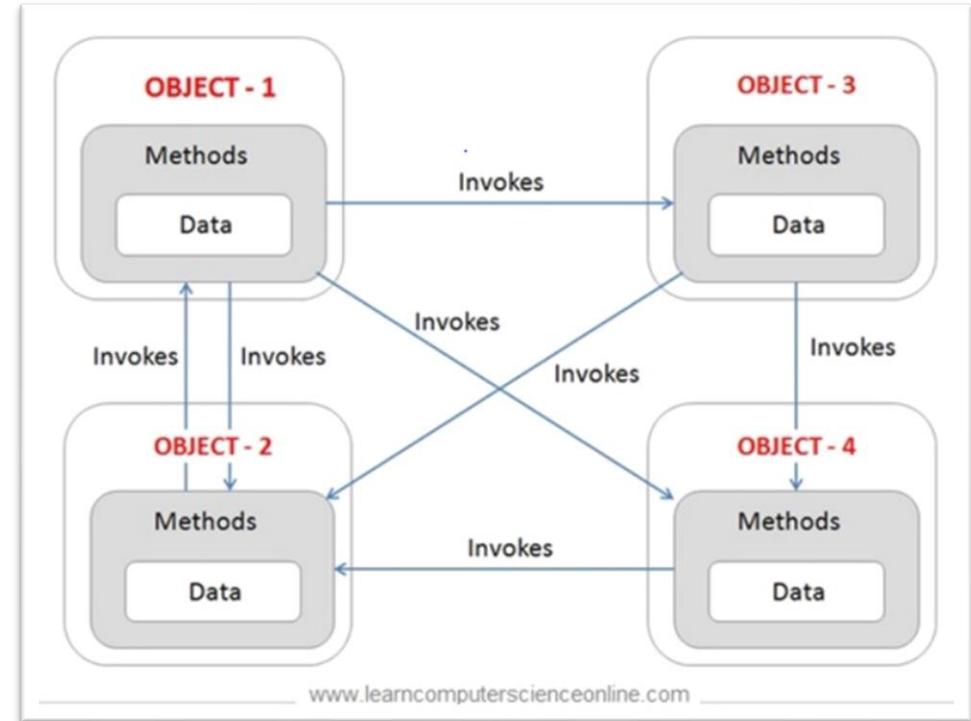 OBJECT - 1
Methods
Data
OBJECT - 3
Methods
Data
Invokes
Invokes
Invokes
Invokes
Invokes
Invokes
OBJECT - 2
Methods
Data
OBJECT - 4
Methods
Data
Invokes
www.learncomputerscienceonline.com